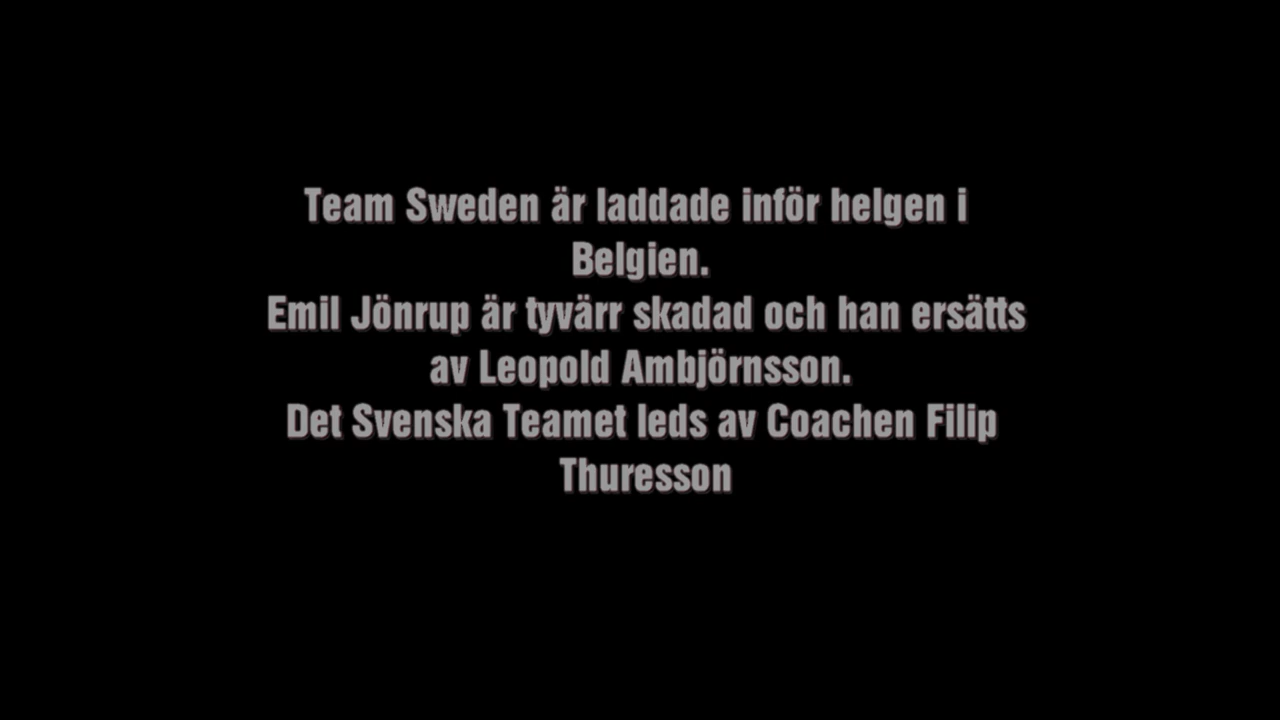 Team Sweden är laddade inför helgen i
Belgien.
Emil Jönrup är tyvärr skadad och han ersätts
av Leopold Ambjörnsson.
Det Svenska Teamet leds av Coachen Filip
Thuresson